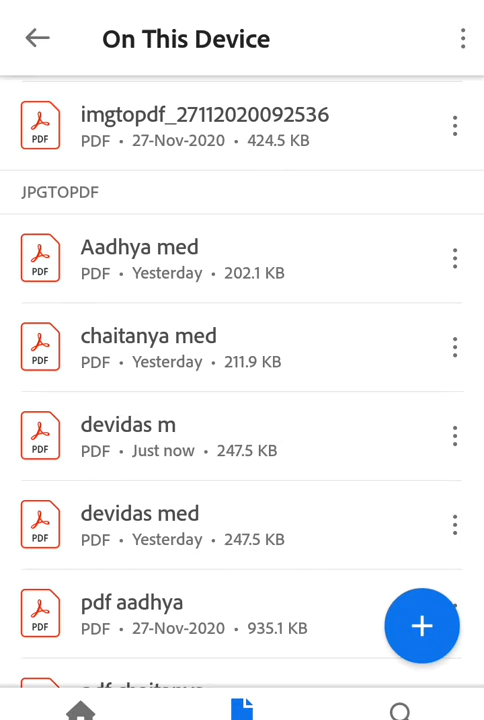 On This Device
imgtopdf_27112020092536
PDF
PDF • 27-Nov-2020 • 424.5 KB
JPGTOPDF
Aadhya med
PDF
PDF • Yesterday • 202.1 KB
chaitanya med
PDF
PDF • Yesterday • 211.9 KB
devidas m
PDF
PDF • Just now • 247.5 KB
devidas med
PDF
PDF • Yesterday • 247.5 KB
pdf aadhya
PDF
PDF • 27-Nov-2020 • 935.1 KB